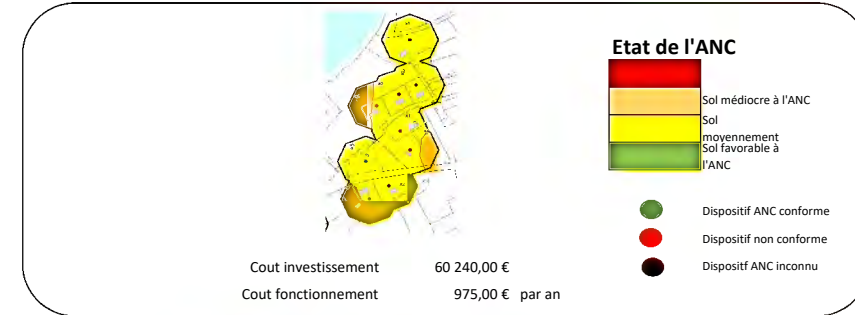 Etat de l'ANC
Sol médiocre à l'ANC
Sol
moyennement
Sol favorable à
l'ANC
Dispositif ANC conforme
Dispositif non conforme
Dispositf ANC inconnu
Cout investissement 60 240,00 €
Cout fonctionnement 975,00 € par an